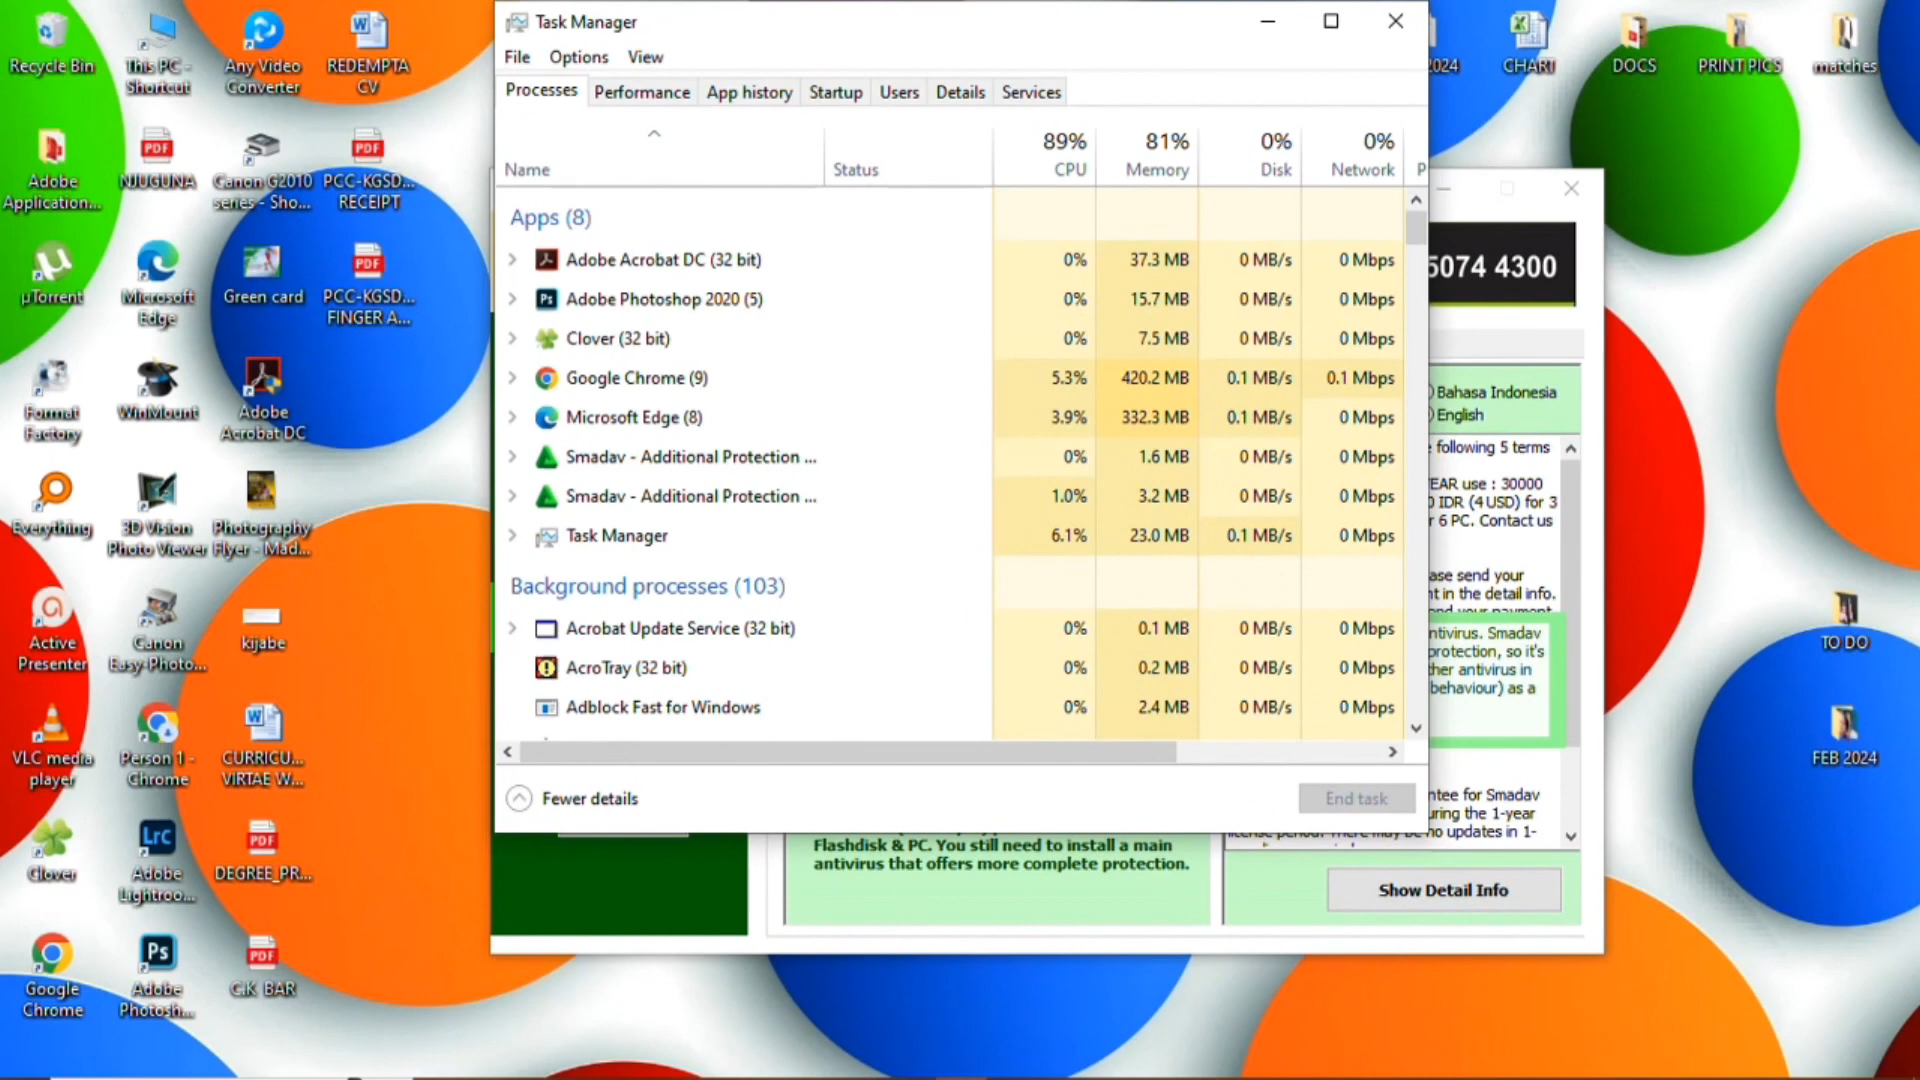 Recycle Bin
This PC -
Shortcut
Any Video
Converter
REDEMPTA
CV
Adobe
Application...
NJUGUNA
Canon G2010
series - Sho...
PCC-KGSD...
RECEIPT
µTorrent
Microsoft
Edge
Green card
PCC-KGSD...
FINGER A...
Format
Factory
WinMount
Adobe
Acrobat DC
Everything
3D Vision
Photo Viewer
Photography
Flyer - Mad...
Active
Presenter
Canon
Easy-Photo...
kijabe
VLC media
player
Person 1 -
Chrome
CURRICU...
VIRTAE W...
Clover
Adobe
Lightroo...
DEGREE_PR...
Google
Chrome
Adobe
Photosh...
C.K BAR
Task Manager
File Options View
Processes Performance App history Startup Users Details Services
89% 81% 0% 0%
Name Status CPU Memory Disk Network P
Apps (8)
Adobe Acrobat DC (32 bit) 0% 37.3 MB 0 MB/s 0 Mbps
Adobe Photoshop 2020 (5) 0% 15.7 MB 0 MB/s 0 Mbps
Clover (32 bit) 0% 7.5 MB 0 MB/s 0 Mbps
Google Chrome (9) 5.3% 420.2 MB 0.1 MB/s 0.1 Mbps
Microsoft Edge (8) 3.9% 332.3 MB 0.1 MB/s 0 Mbps
Smadav - Additional Protection ... 0% 1.6 MB 0 MB/s 0 Mbps
Smadav - Additional Protection ... 1.0% 3.2 MB 0 MB/s 0 Mbps
Task Manager 6.1% 23.0 MB 0.1 MB/s 0 Mbps
Background processes (103)
Acrobat Update Service (32 bit) 0% 0.1 MB 0 MB/s 0 Mbps
AcroTray (32 bit) 0% 0.2 MB 0 MB/s 0 Mbps
Adblock Fast for Windows 0% 2.4 MB 0 MB/s 0 Mbps
Fewer details End task
Flashdisk & PC. You still need to install a main
antivirus that offers more complete protection.
5074 4300
Bahasa Indonesia
English
following 5 terms
EAR use : 30000
IDR (4 USD) for 3
6 PC. Contact us
ase send your
in the detail info.
ntivirus. Smadav
protection, so it's
ther antivirus in
behaviour) as a
ntee for Smadav
uring the 1-year
no updates in 1-
Show Detail Info
2024
CHART
DOCS
PRINT PICS
matches
TO DO
FEB 2024